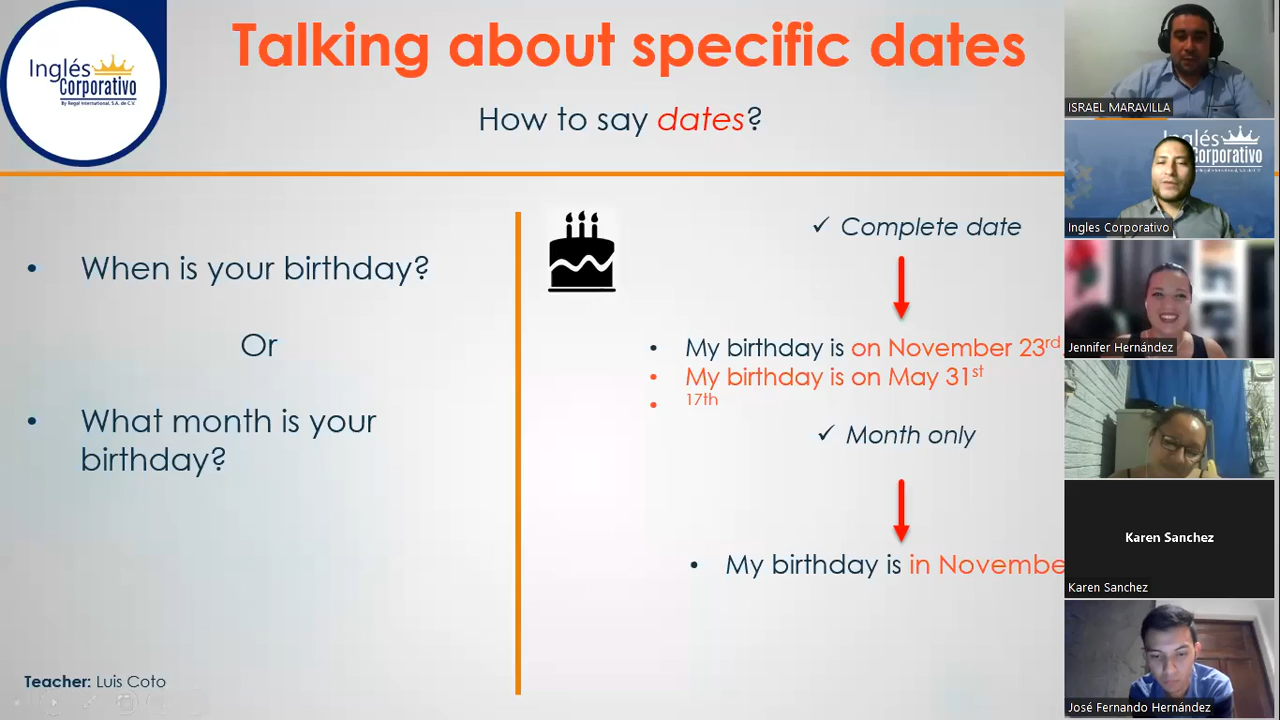 Talking about specific dates
How to say dates?
Inglés
Corporativo
By Regal International, S.A. de C.V.
• When is your birthday?
Or
• What month is your
birthday?
✓ Complete date
• My birthday is on November 23rd
• My birthday is on May 31st
• 17th
✓ Month only
• My birthday is in Novembe
Teacher: Luis Coto
ISRAEL MARAVILLA
Inglés
Corporativo
Ingles Corporativo
Jennifer Hernández
Karen Sanchez
Karen Sanchez
José Fernando Hernández